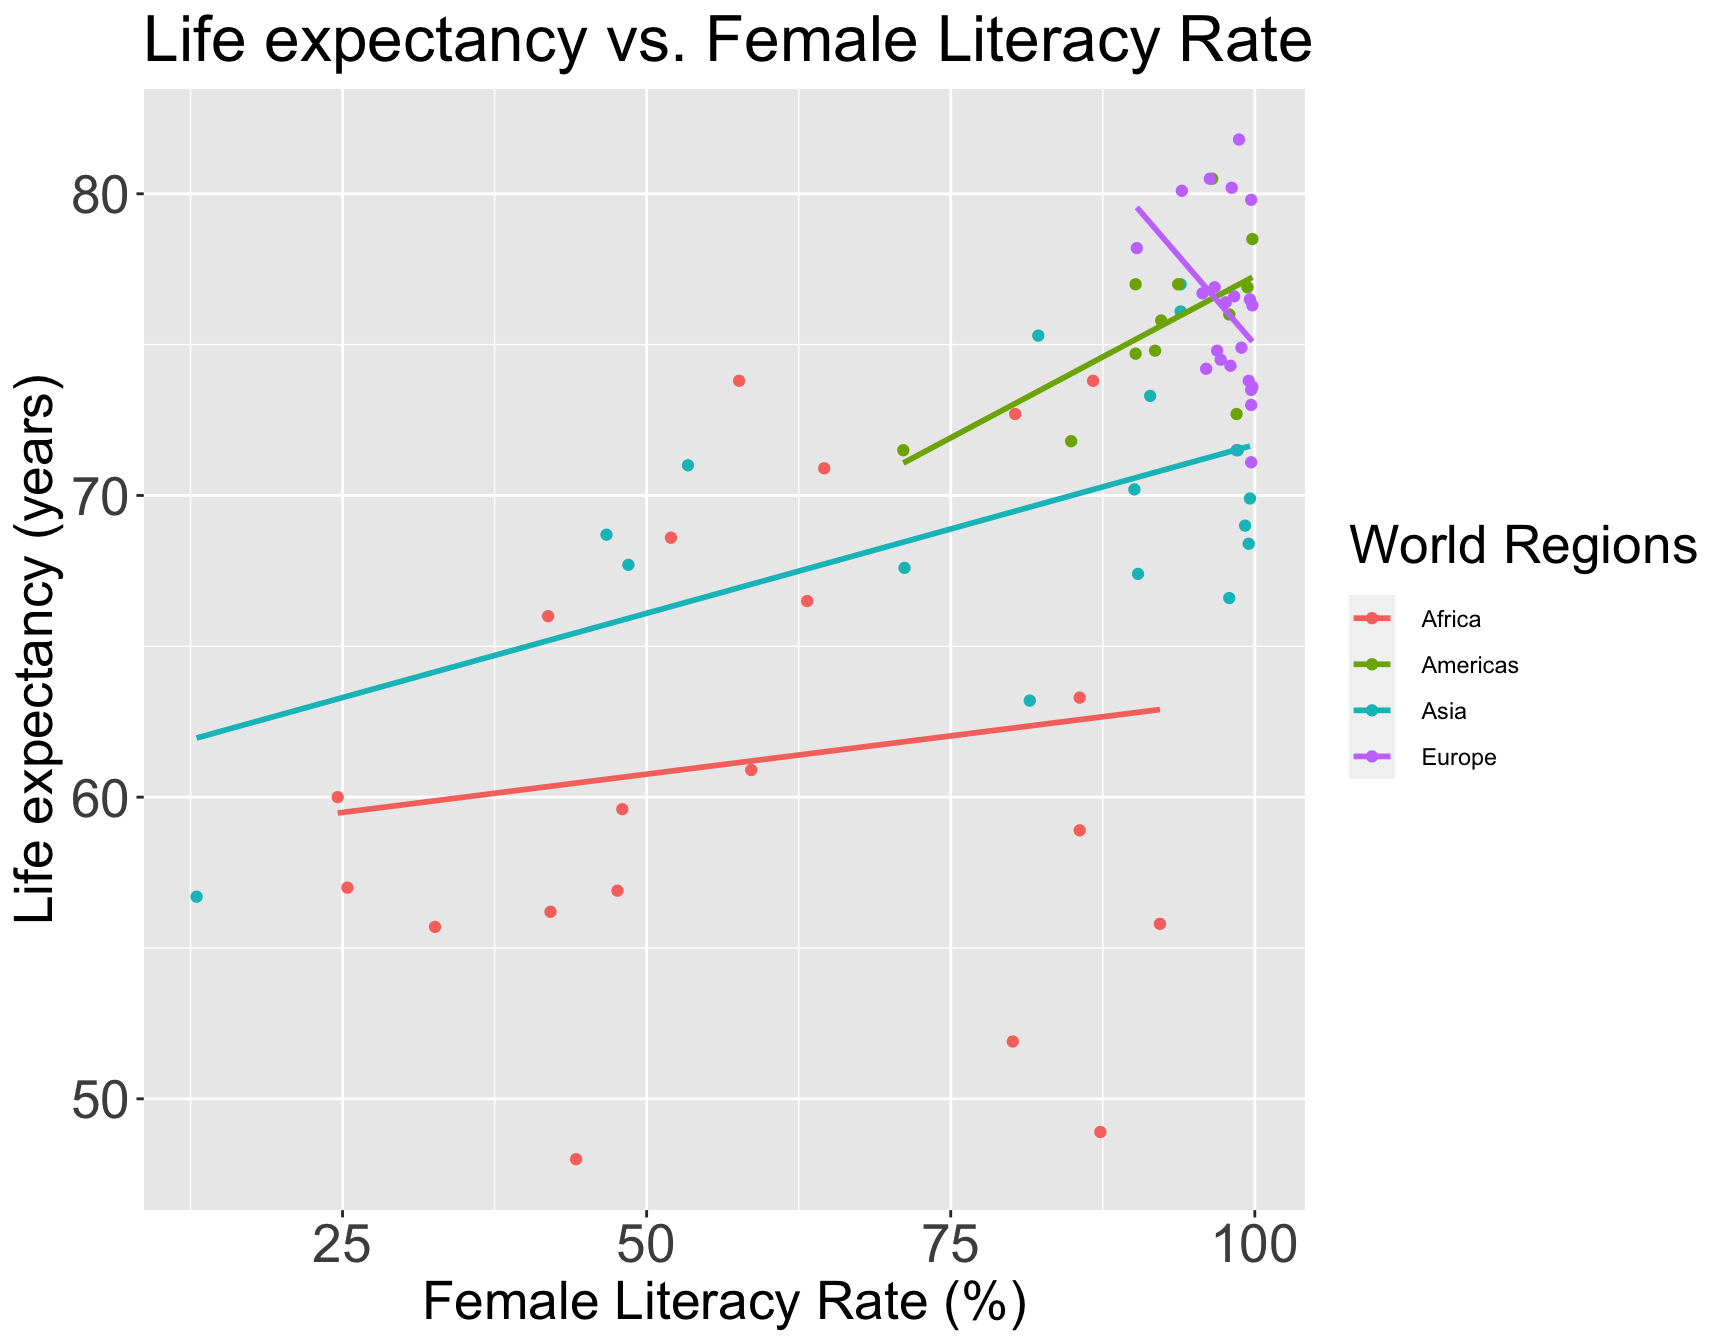 Life expectancy vs. Female Literacy Rate
80
70
60
50
Life expectancy (years)
25 50 75 100
Female Literacy Rate (%)
World Regions
Africa
Americas
Asia
Europe